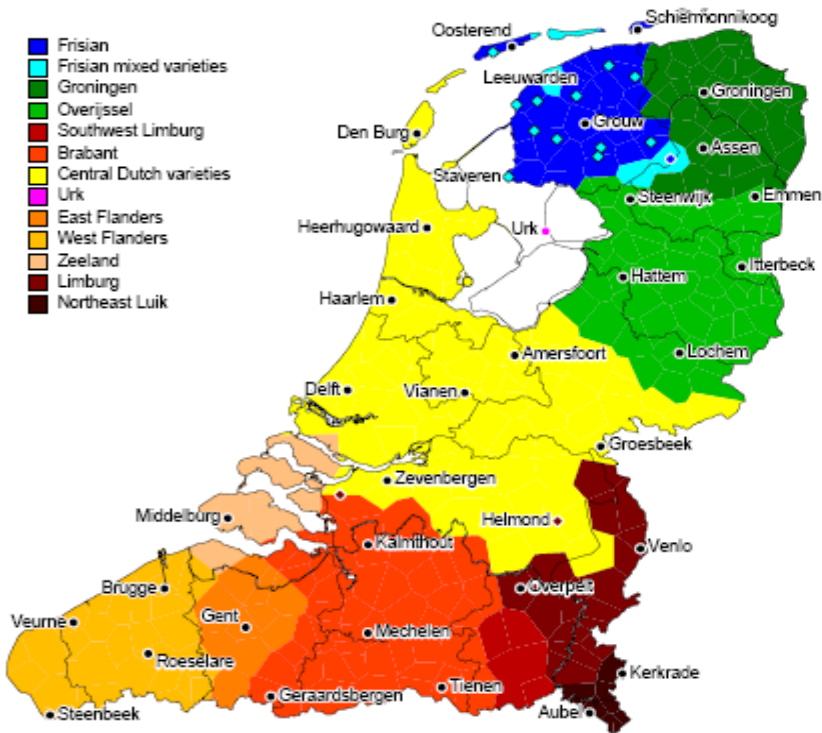 Frisian
Frisian mixed varieties
Groningen
Overijssel
Southwest Limburg
Brabant
Central Dutch varieties
Urk
East Flanders
West Flanders
Zeeland
Limburg
Northeast Luik
Schiermonnikoog
Oosterend
Leeuwarden
Groningen
Den Burg
Grouw
Assen
Staveren
Steenwijk
Emmen
Heerhugowaard
Urk
Itterbeck
Hattem
Haarlem
Amersfoort
Lochem
Delft
Vianen
Groesbeek
Zevenbergen
Middelburg
Helmond
Kalmthout
Venlo
Brugge
Overpelt
Veurne
Gent
Mechelen
Roeselare
Kerkrade
Geraardsbergen
Tienen
Aubel
Steenbeek